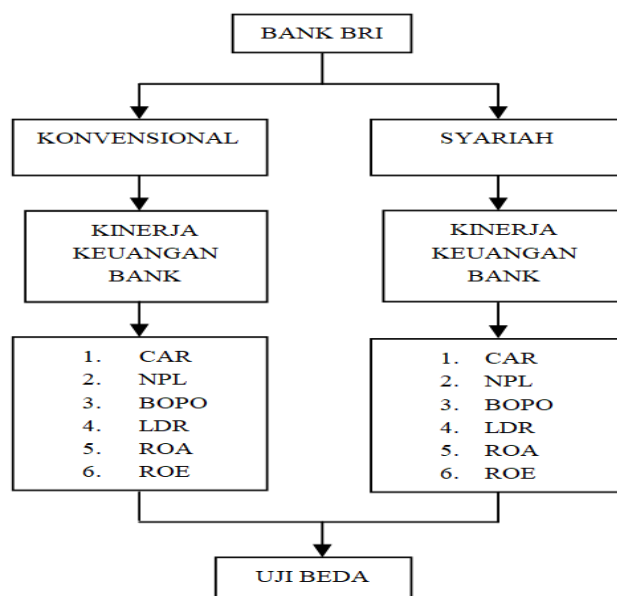 BANK BRI
KONVENSIONAL
SYARIAH
KINERJA
KEUANGAN
BANK
KINERJA
KEUANGAN
BANK
1. CAR
2. NPL
3. BOPO
4. LDR
5. ROA
6. ROE
1. CAR
2. NPL
3. BOPO
4. LDR
5. ROA
6. ROE
UJI BEDA